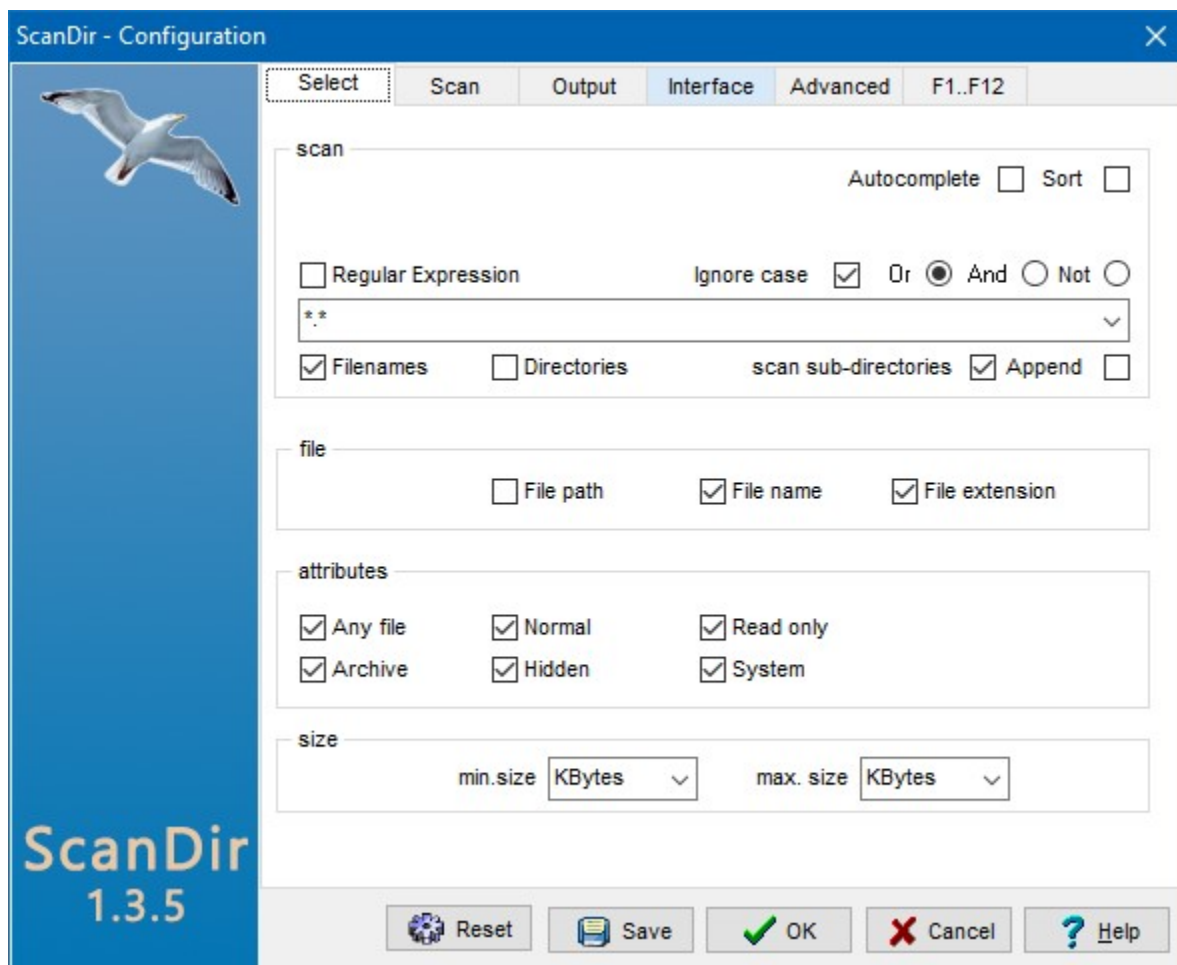 ScanDir - Configuration
Select Scan Output Interface Advanced F1..F12
scan
Autocomplete Sort
Regular Expression Ignore case Or And Not
*.*
Filenames Directories scan sub-directories Append
file
File path File name File extension
attributes
Any file Normal Read only
Archive Hidden System
size
min.size KBytes max. size KBytes
ScanDir
1.3.5
Reset Save OK Cancel Help